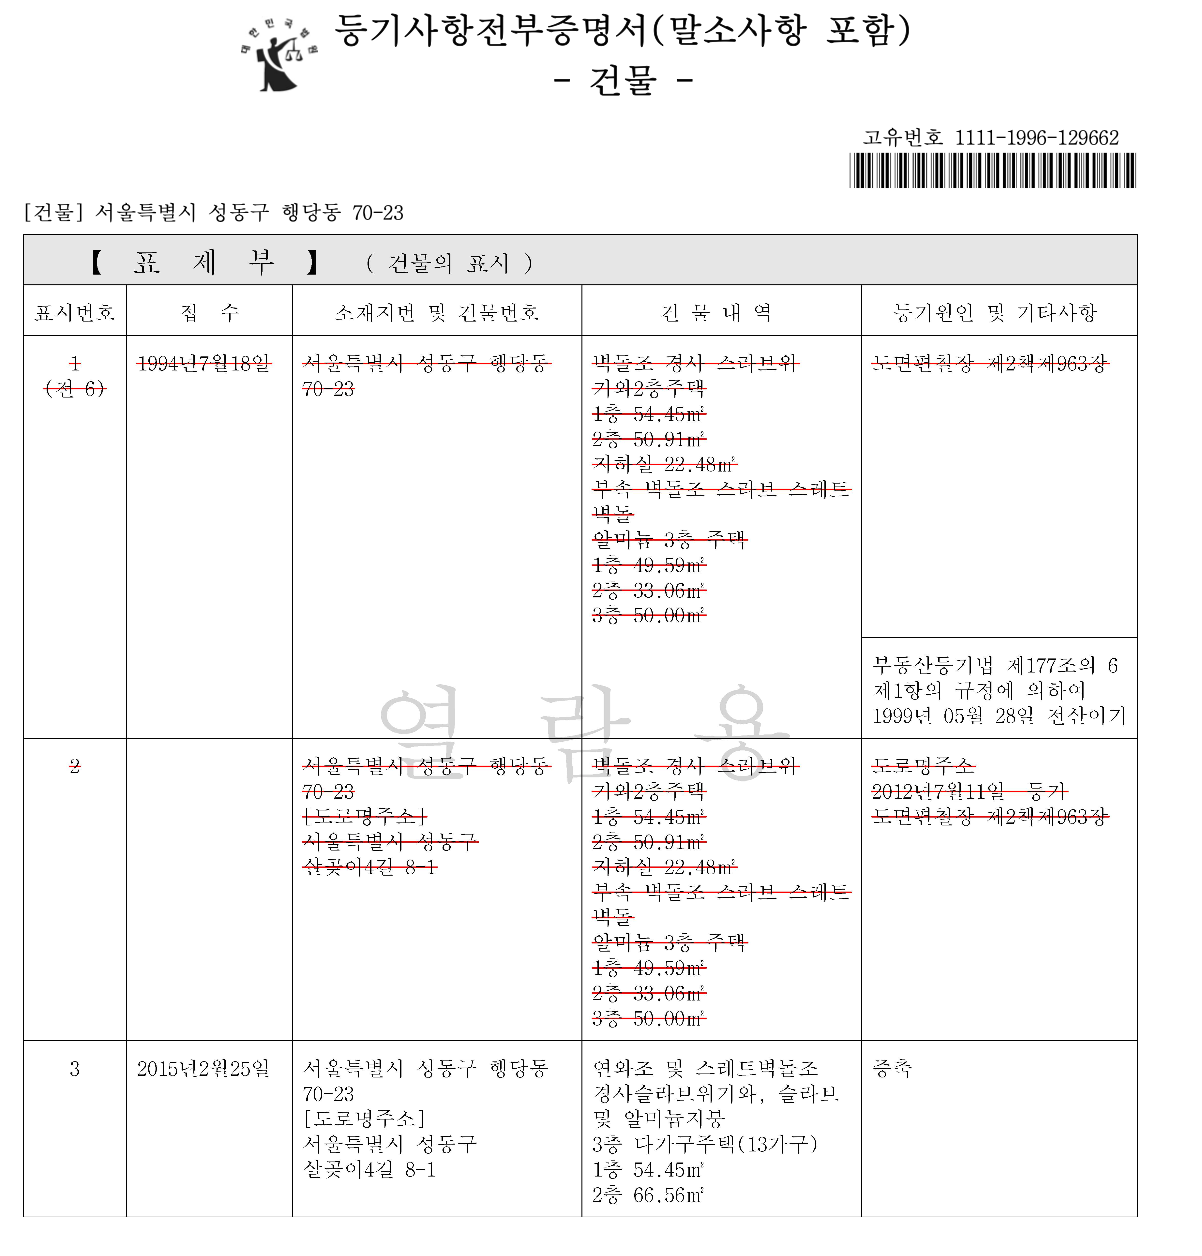 대한민국법원
등기사항전부증명서(말소사항 포함)
- 건물 -
고유번호 1111-1996-129662
[건물] 서울특별시 성동구 행당동 70-23
【 표 제 부 】 ( 건물의 표시 )
표시번호 접 수 소재지번 및 건물번호 건 물 내 역 등기원인 및 기타사항
1
(전 6)
1994년7월18일
서울특별시 성동구 행당동
70-23
벽돌조 경사 스라브위
기와2층주택
1층 54.45㎡
2층 50.91㎡
지하실 22.48㎡
부속 벽돌조 스라브 스레트
벽돌
알미늄 3층 주택
1층 49.59㎡
2층 33.06㎡
3층 50.00㎡
도면편철장 제2책제963장
부동산등기법 제177조의 6
제1항의 규정에 의하여
1999년 05월 28일 전산이기
열 람 용
2
서울특별시 성동구 행당동
70-23
[도로명주소]
서울특별시 성동구
살곶이4길 8-1
벽돌조 경사 스라브위
기와2층주택
1층 54.45㎡
2층 50.91㎡
지하실 22.48㎡
부속 벽돌조 스라브 스레트
벽돌
알미늄 3층 주택
1층 49.59㎡
2층 33.06㎡
3층 50.00㎡
도로명주소
2012년7월11일 등기
도면편철장 제2책제963장
3
2015년2월25일
서울특별시 성동구 행당동
70-23
[도로명주소]
서울특별시 성동구
살곶이4길 8-1
연와조 및 스레트벽돌조
경사슬라브위기와, 슬라브
및 알미늄지붕
3층 다가구주택(13가구)
1층 54.45㎡
2층 66.56㎡
증축